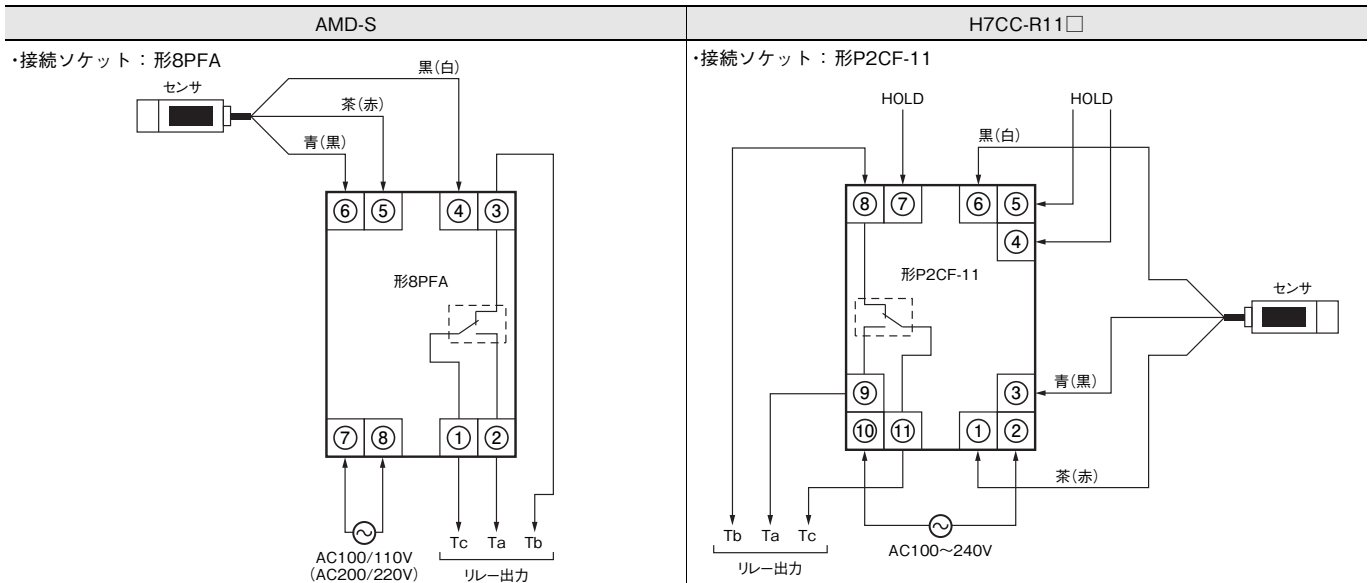 AMD-S
H7CC-R11□
・接続ソケット：形8PFA
センサ
黒(白)
茶(赤)
青(黒)
⑥ ⑤ ④ ③
形8PFA
⑦ ⑧ ① ②
AC100/110V
(AC200/220V)
Tc Ta Tb
リレー出力
・接続ソケット：形P2CF-11
HOLD HOLD
黒(白)
⑧ ⑦ ⑥ ⑤
④
形P2CF-11
センサ
青(黒)
⑨ ③
⑩ ⑪ ① ②
茶(赤)
Tb Ta Tc
AC100～240V
リレー出力